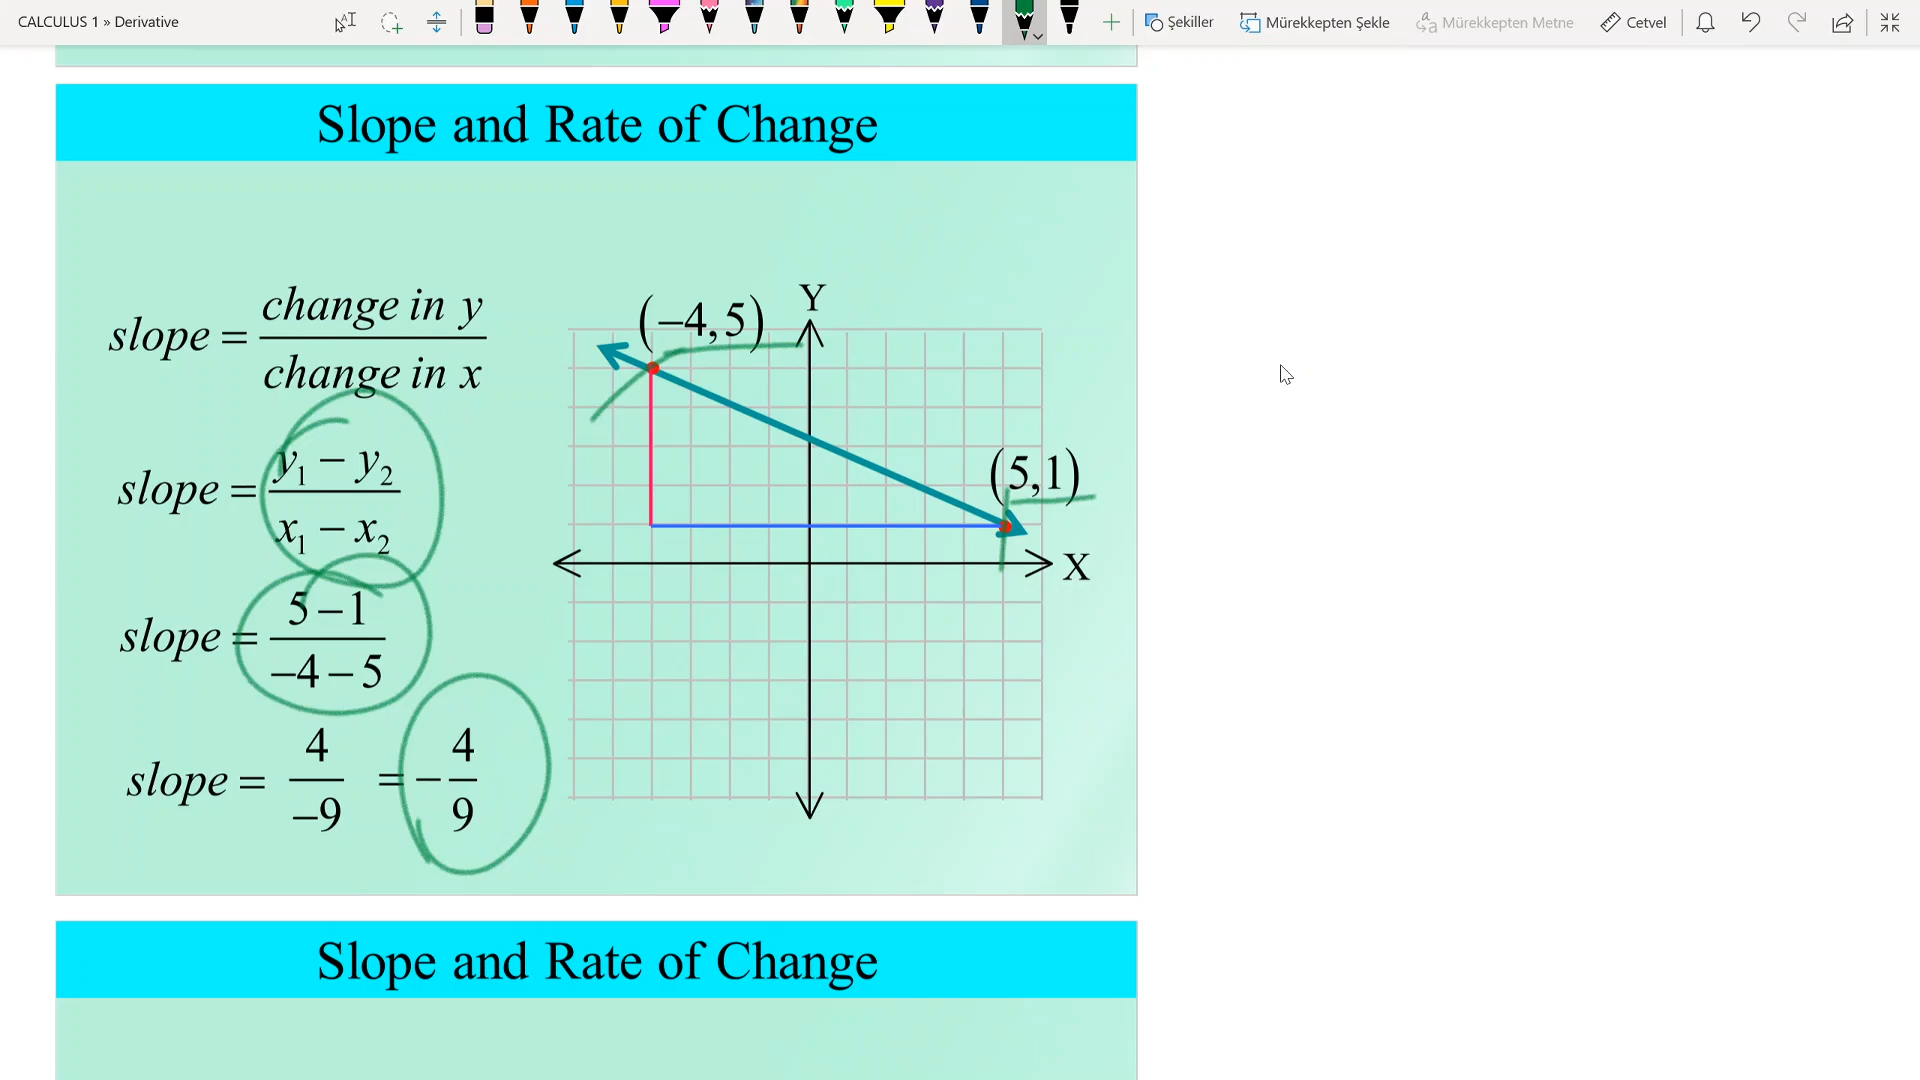 CALCULUS 1 » Derivative
Şekiller
Mürekkepten Şekle
Mürekkepten Metne
Cetvel
Slope and Rate of Change
slope = change in y / change in x
slope = y₁ − y₂ / x₁ − x₂
slope = 5 − 1 / −4 − 5
slope = 4 / −9 = − 4 / 9
(−4, 5)
Y
(5,1)
X
Slope and Rate of Change